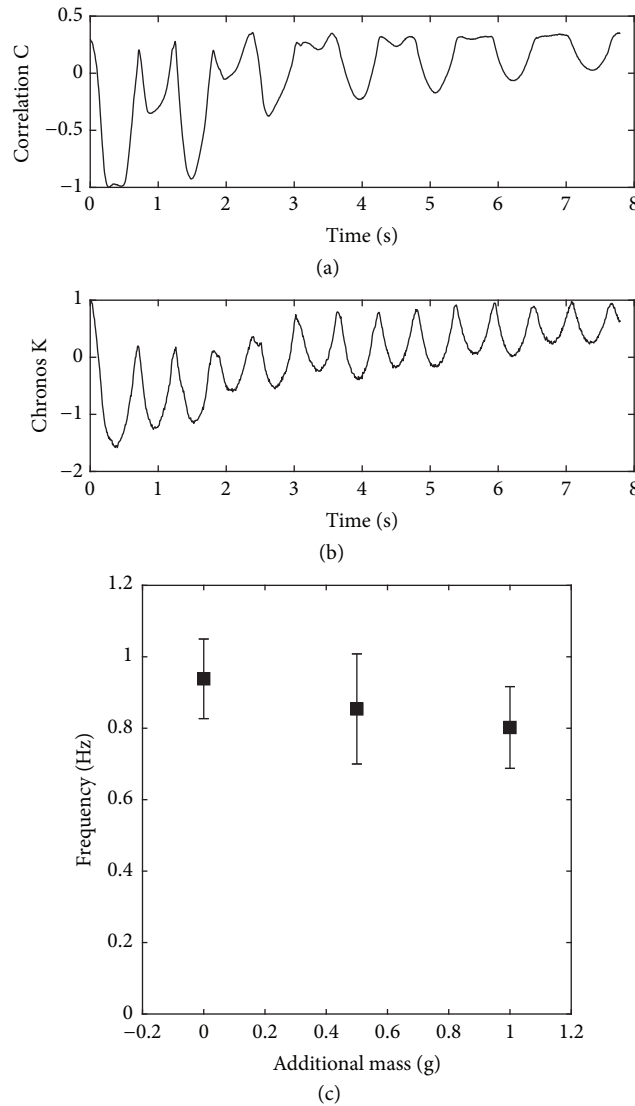 0.5
0
−0.5
−1
Correlation C
0 1 2 3 4 5 6 7 8
Time (s)
(a)
1
0
−1
−2
Chronos K
0 1 2 3 4 5 6 7 8
Time (s)
(b)
1.2
1
0.8
0.6
0.4
0.2
0
Frequency (Hz)
−0.2 0 0.2 0.4 0.6 0.8 1 1.2
Additional mass (g)
(c)